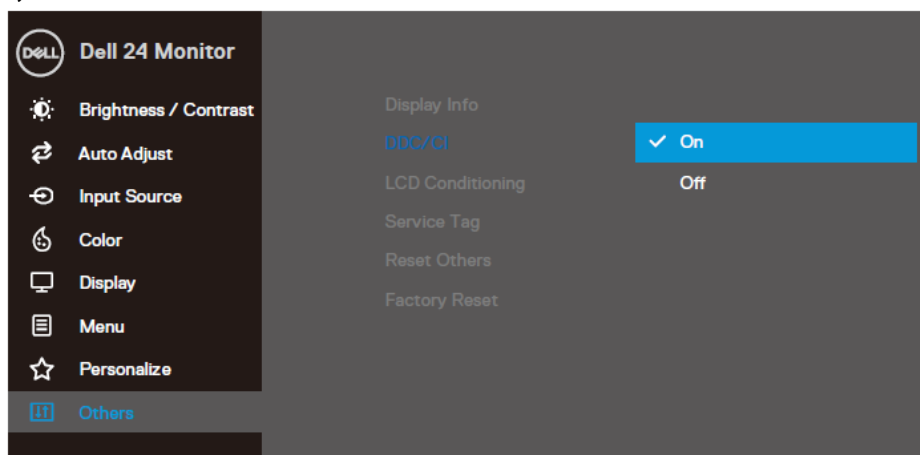 DELL Dell 24 Monitor
Brightness / Contrast
Auto Adjust
Input Source
Color
Display
Menu
Personalize
Others
Display Info
DDC/CI
LCD Conditioning
Service Tag
Reset Others
Factory Reset
On
Off